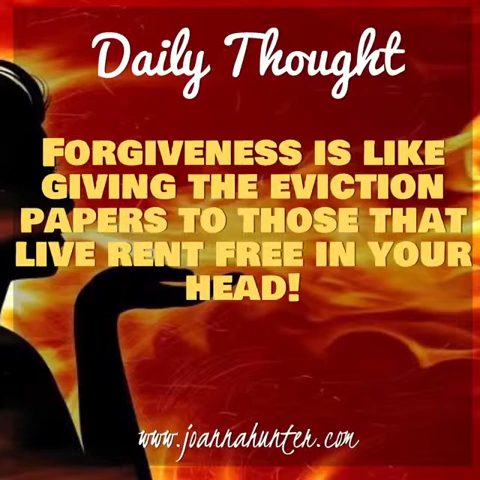 Daily Thought
FORGIVENESS IS LIKE
GIVING THE EVICTION
PAPERS TO THOSE THAT
LIVE RENT FREE IN YOUR
HEAD!
www.joannahunter.com